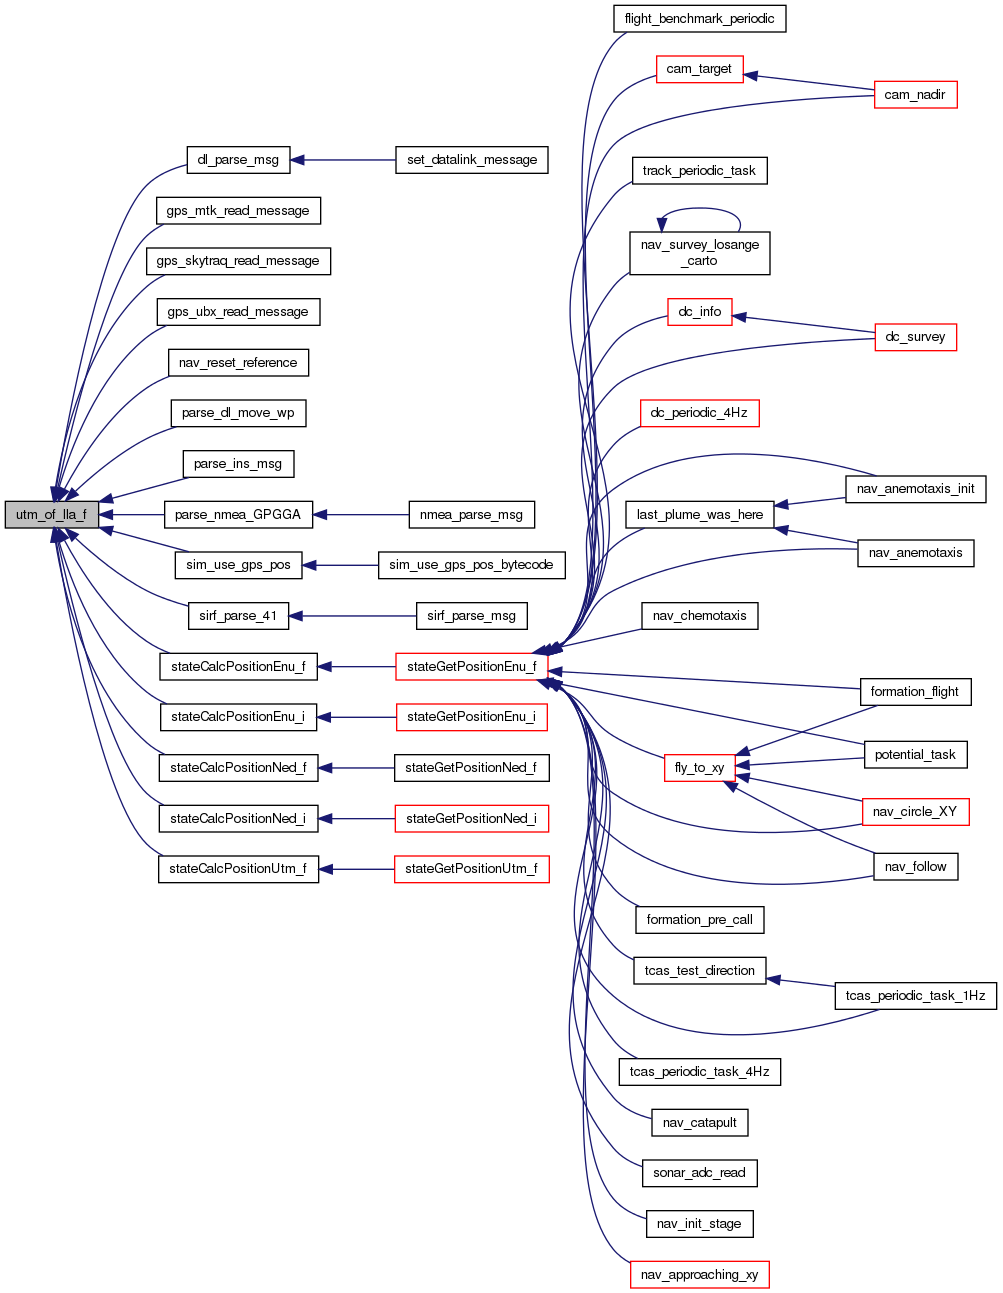 utm_of_lla_f
dl_parse_msg
set_datalink_message
gps_mtk_read_message
gps_skytraq_read_message
gps_ubx_read_message
nav_reset_reference
parse_dl_move_wp
parse_ins_msg
parse_nmea_GPGGA
nmea_parse_msg
sim_use_gps_pos
sim_use_gps_pos_bytecode
sirf_parse_41
sirf_parse_msg
stateCalcPositionEnu_f
stateGetPositionEnu_f
stateCalcPositionEnu_i
stateGetPositionEnu_i
stateCalcPositionNed_f
stateGetPositionNed_f
stateCalcPositionNed_i
stateGetPositionNed_i
stateCalcPositionUtm_f
stateGetPositionUtm_f
flight_benchmark_periodic
cam_target
cam_nadir
track_periodic_task
nav_survey_losange
_carto
dc_info
dc_survey
dc_periodic_4Hz
nav_anemotaxis_init
last_plume_was_here
nav_anemotaxis
nav_chemotaxis
formation_flight
potential_task
fly_to_xy
nav_circle_XY
nav_follow
formation_pre_call
tcas_test_direction
tcas_periodic_task_1Hz
tcas_periodic_task_4Hz
nav_catapult
sonar_adc_read
nav_init_stage
nav_approaching_xy